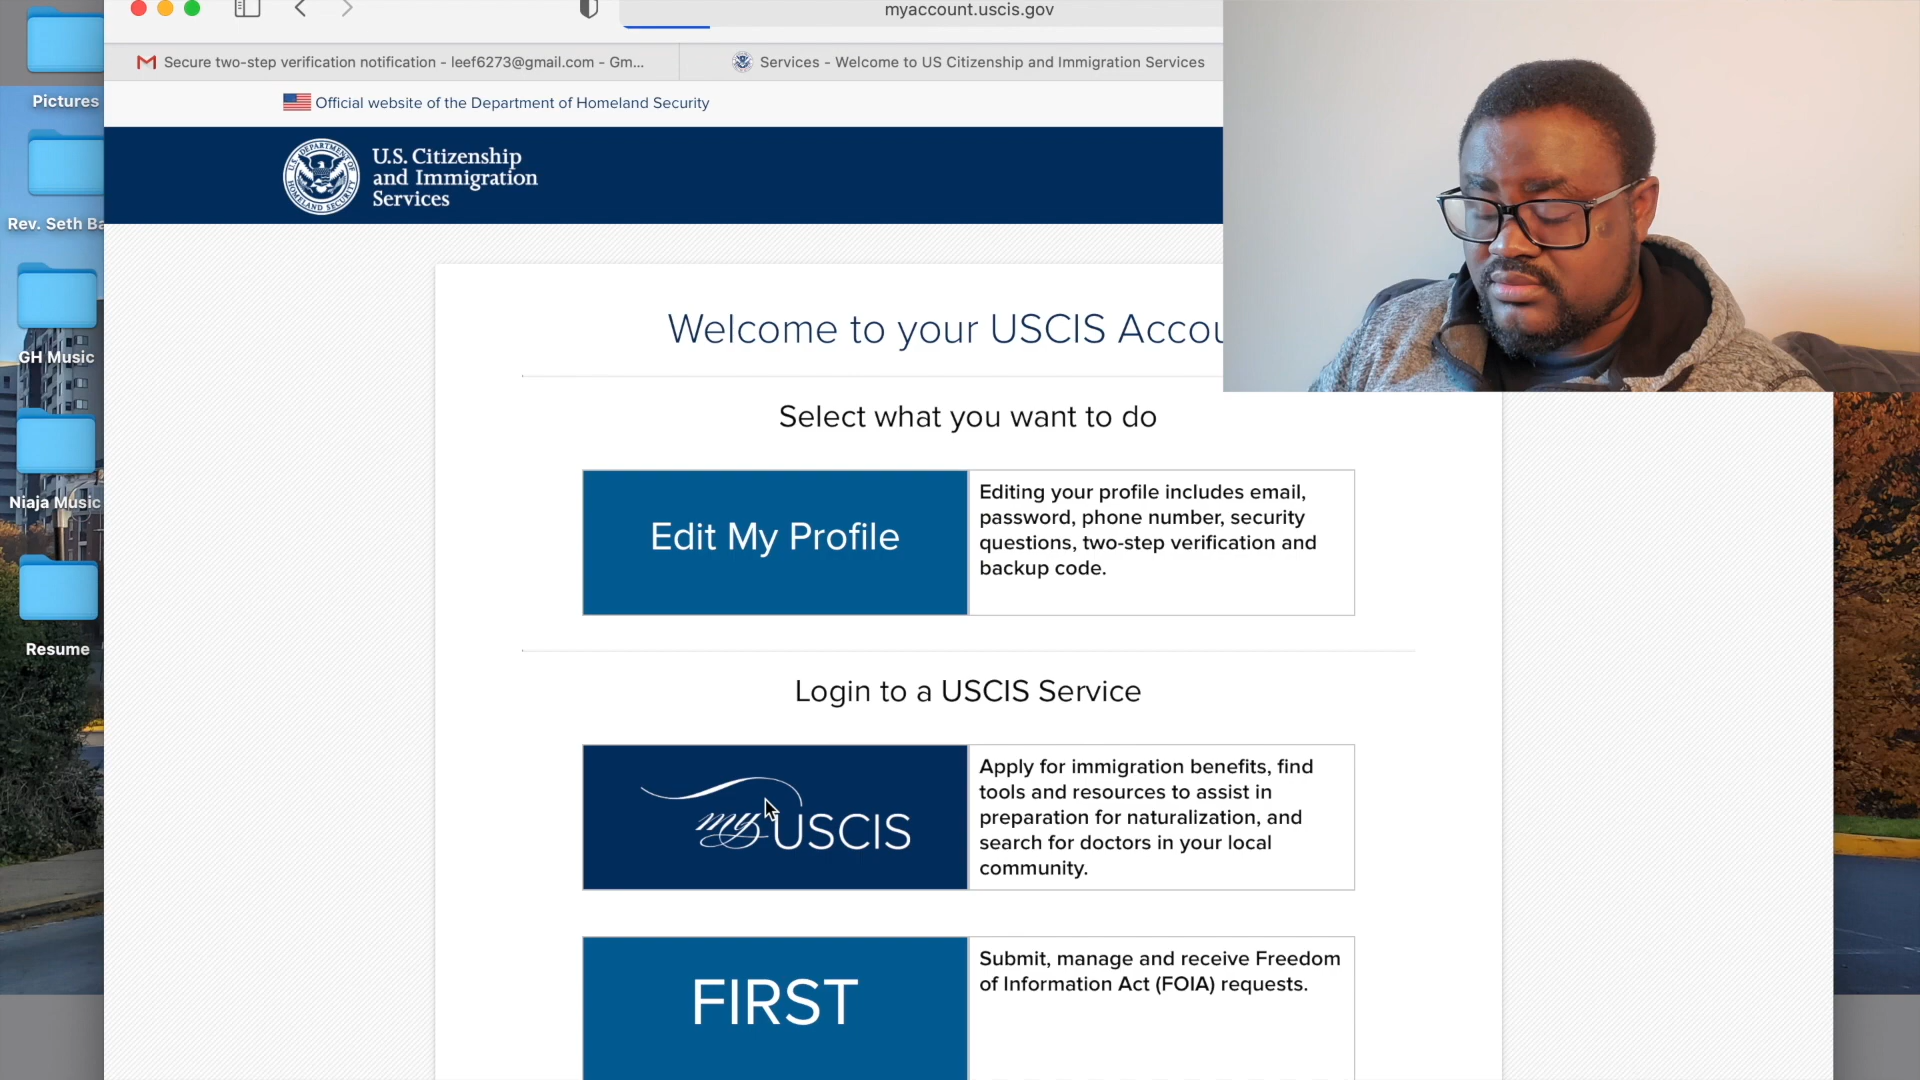 myaccount.uscis.gov
Secure two-step verification notification - leef6273@gmail.com - Gm...
Services - Welcome to US Citizenship and Immigration Services
Official website of the Department of Homeland Security
U.S. Citizenship
and Immigration
Services
Welcome to your USCIS Accou
Select what you want to do
Edit My Profile
Editing your profile includes email,
password, phone number, security
questions, two-step verification and
backup code.
Login to a USCIS Service
my USCIS
Apply for immigration benefits, find
tools and resources to assist in
preparation for naturalization, and
search for doctors in your local
community.
FIRST
Submit, manage and receive Freedom
of Information Act (FOIA) requests.
Pictures
Rev. Seth Ba
GH Music
Niaja Music
Resume